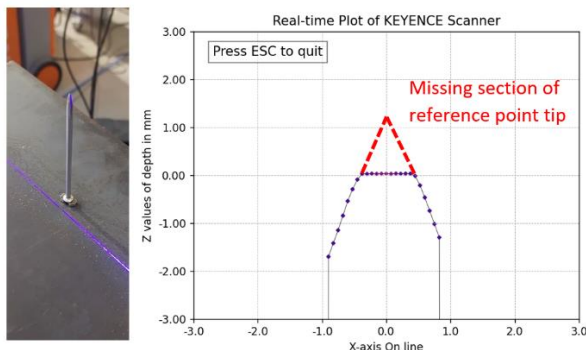 Real-time Plot of KEYENCE Scanner
Press ESC to quit
Missing section of
reference point tip
Z values of depth in mm
3.00
2.00
1.00
0.00
-1.00
-2.00
-3.00
-3.0 -2.0 -1.0 0.0 1.0 2.0 3.0
X-axis On line